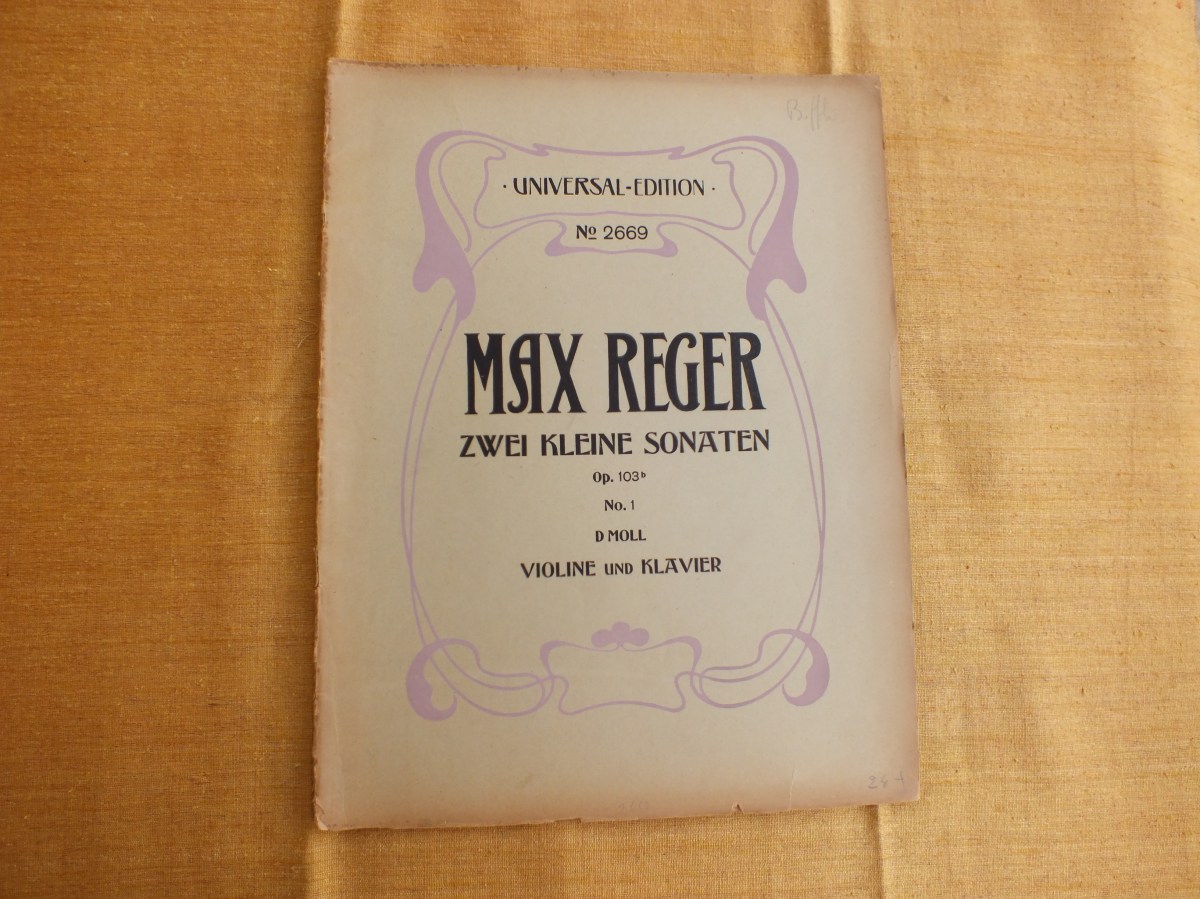 · UNIVERSAL-EDITION ·
No 2669
MAX REGER
ZWEI KLEINE SONATEN
Op. 103ᵇ
No. 1
D MOLL
VIOLINE UND KLAVIER